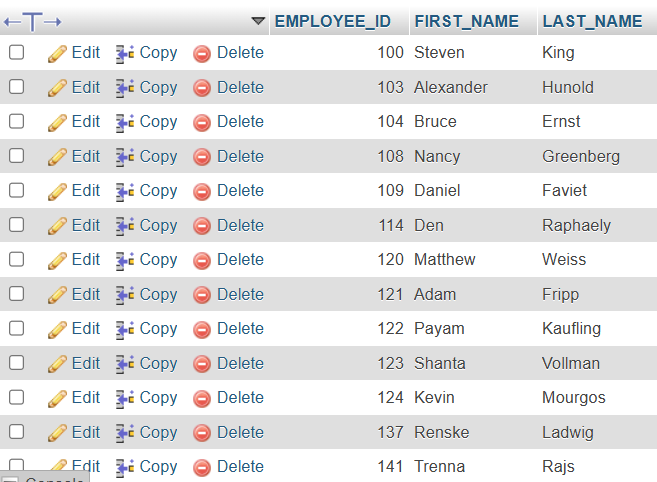 EMPLOYEE_ID FIRST_NAME LAST_NAME
Edit Copy Delete 100 Steven King
Edit Copy Delete 103 Alexander Hunold
Edit Copy Delete 104 Bruce Ernst
Edit Copy Delete 108 Nancy Greenberg
Edit Copy Delete 109 Daniel Faviet
Edit Copy Delete 114 Den Raphaely
Edit Copy Delete 120 Matthew Weiss
Edit Copy Delete 121 Adam Fripp
Edit Copy Delete 122 Payam Kaufling
Edit Copy Delete 123 Shanta Vollman
Edit Copy Delete 124 Kevin Mourgos
Edit Copy Delete 137 Renske Ladwig
Edit Copy Delete 141 Trenna Rajs
Console